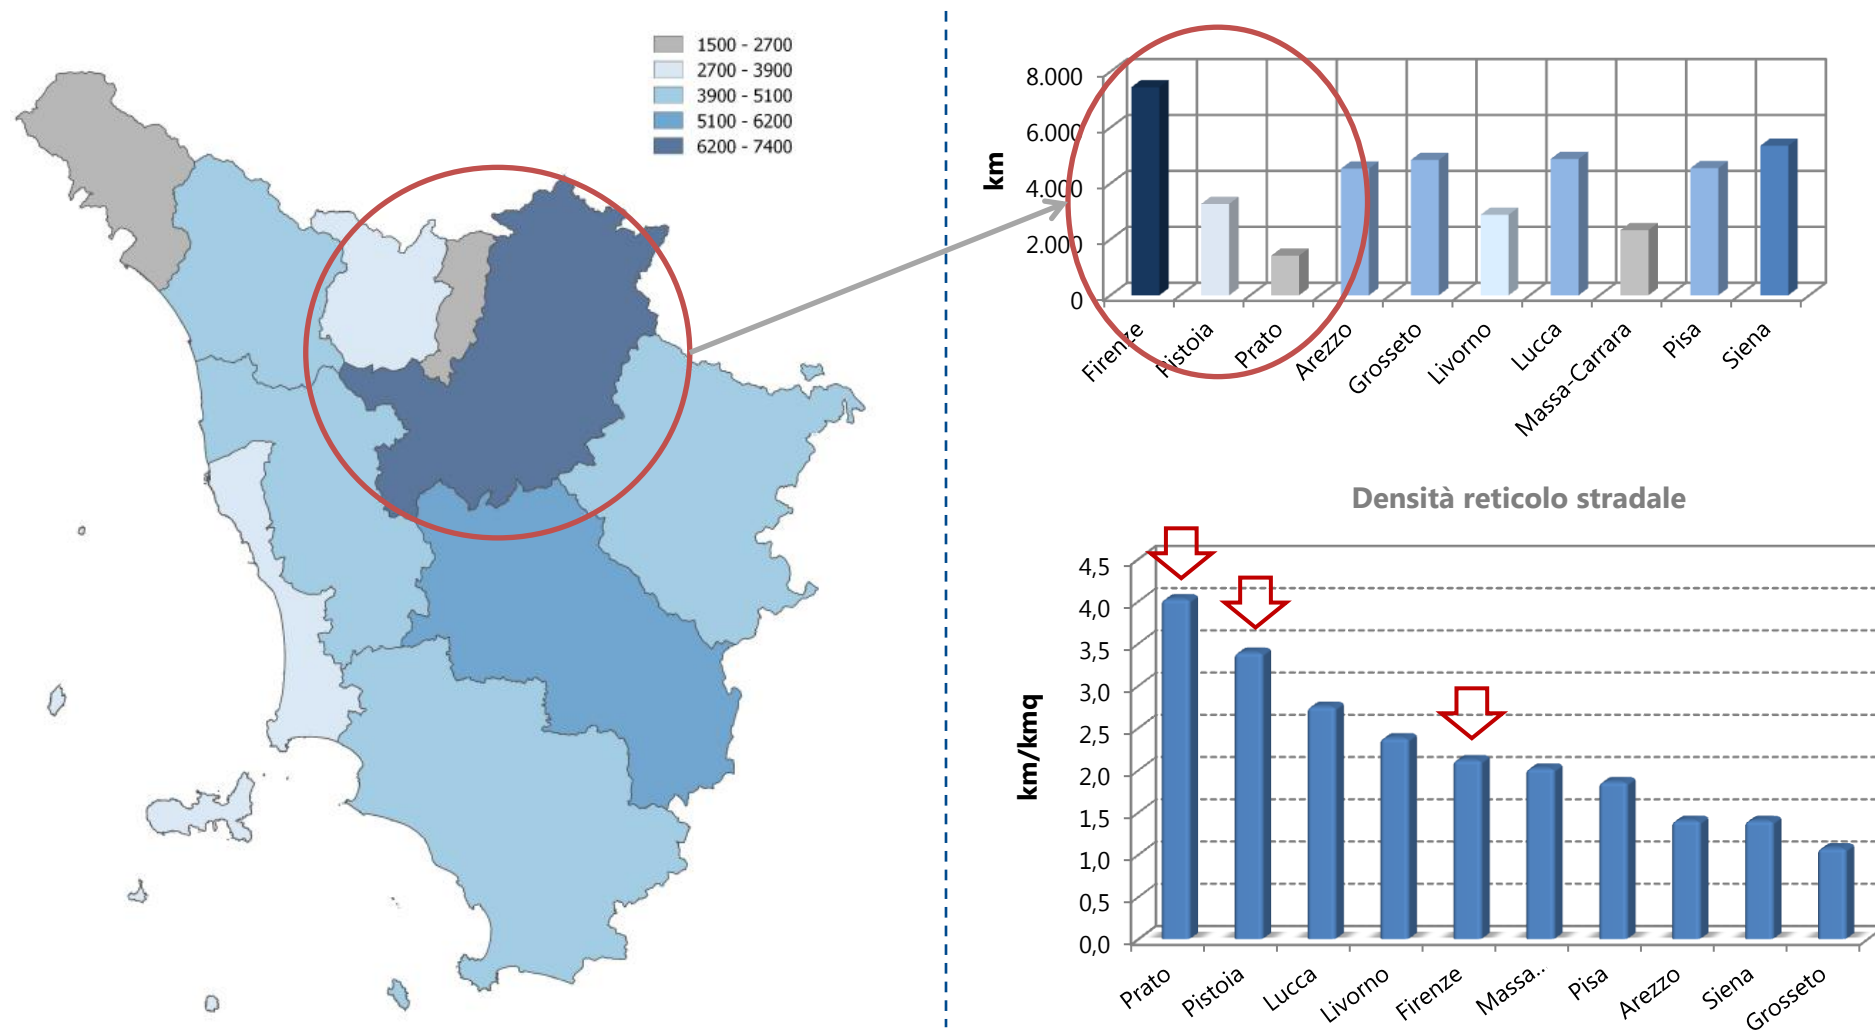 1500 - 2700
2700 - 3900
3900 - 5100
5100 - 6200
6200 - 7400
km
8.000
6.000
4.000
2.000
0
Firenze
Pistoia
Prato
Arezzo
Grosseto
Livorno
Lucca
Massa-Carrara
Pisa
Siena
Densità reticolo stradale
km/kmq
4,5
4,0
3,5
3,0
2,5
2,0
1,5
1,0
0,5
0,0
Prato
Pistoia
Lucca
Livorno
Firenze
Massa..
Pisa
Arezzo
Siena
Grosseto